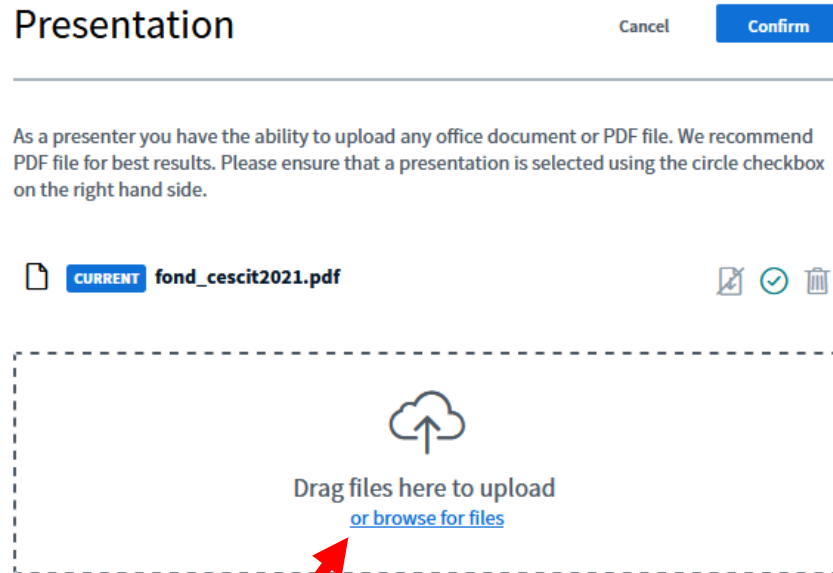 Presentation
Cancel
Confirm
As a presenter you have the ability to upload any office document or PDF file. We recommend
PDF file for best results. Please ensure that a presentation is selected using the circle checkbox
on the right hand side.
CURRENT fond_cescit2021.pdf
Drag files here to upload
or browse for files